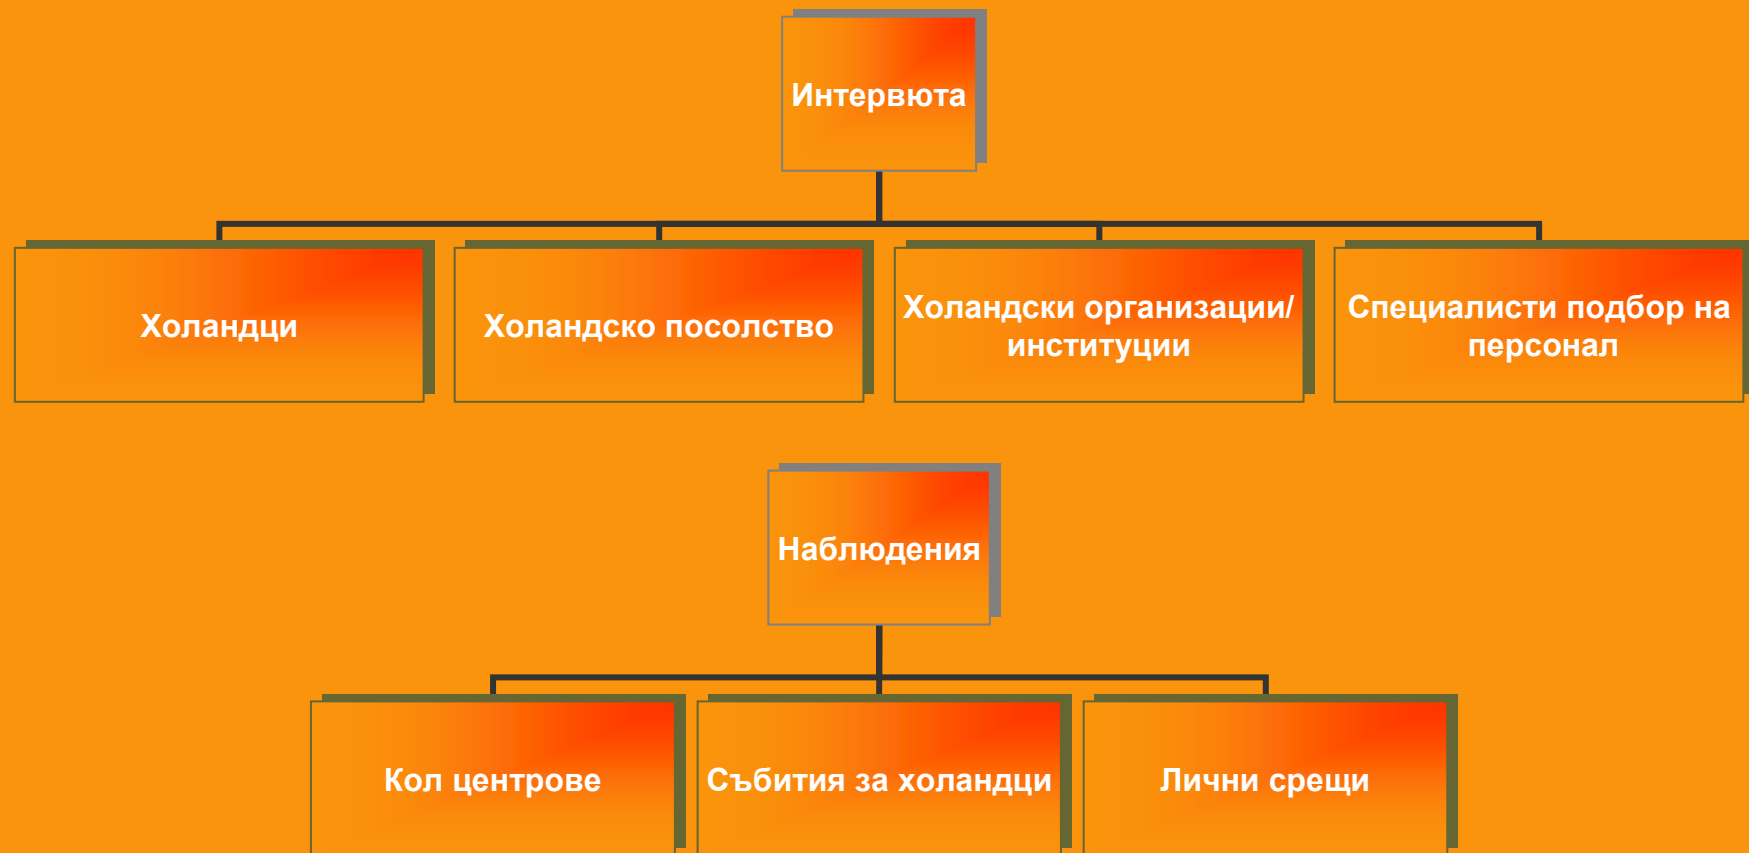 Интервюта
Холандци
Холандско посолство
Холандски организации/
институции
Специалисти подбор на
персонал
Наблюдения
Кол центрове
Събития за холандци
Лични срещи